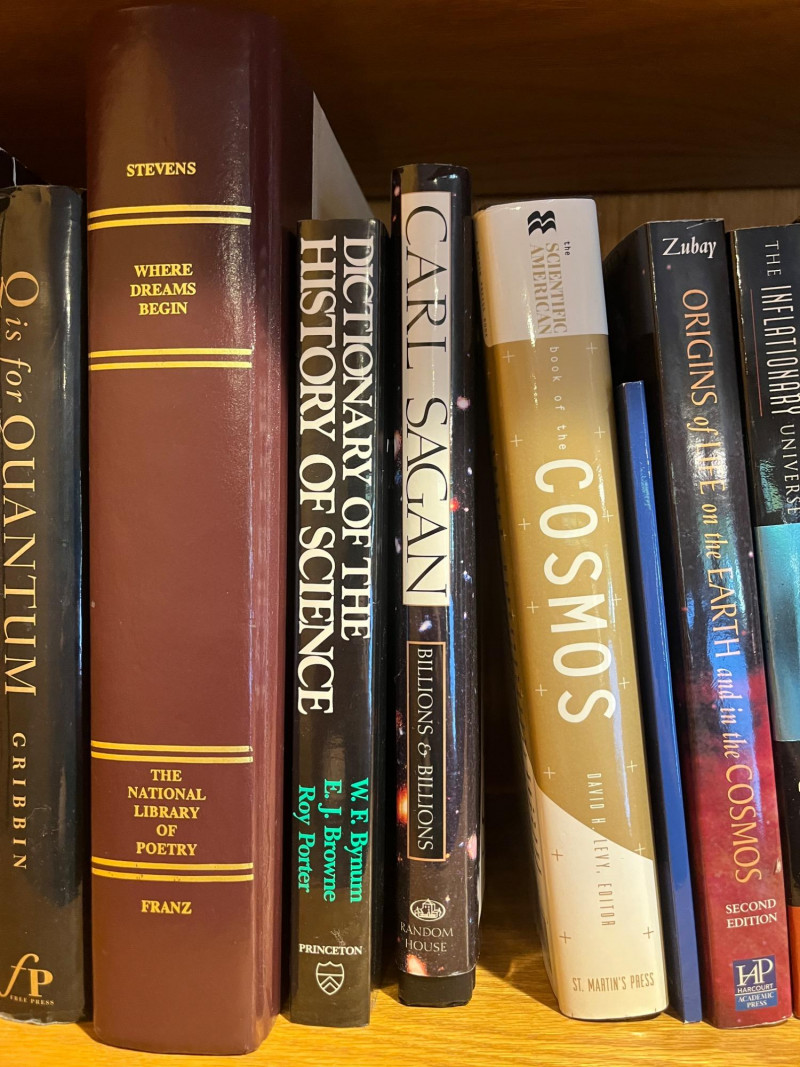 Q is for QUANTUM
GRIBBIN
fP
FREE PRESS
STEVENS
WHERE
DREAMS
BEGIN
THE
NATIONAL
LIBRARY
OF
POETRY
FRANZ
DICTIONARY OF THE
HISTORY OF SCIENCE
W. F. Bynum
E. J. Browne
Roy Porter
PRINCETON
CARL SAGAN
BILLIONS & BILLIONS
RANDOM
HOUSE
the
SCIENTIFIC
AMERICAN
book of the
COSMOS
DAVID H. LEVY, EDITOR
ST. MARTIN'S PRESS
Zubay
ORIGINS of LIFE on the EARTH and in the COSMOS
SECOND
EDITION
HAP
HARCOURT
ACADEMIC
PRESS
THE INFLATIONARY UNIVERSE